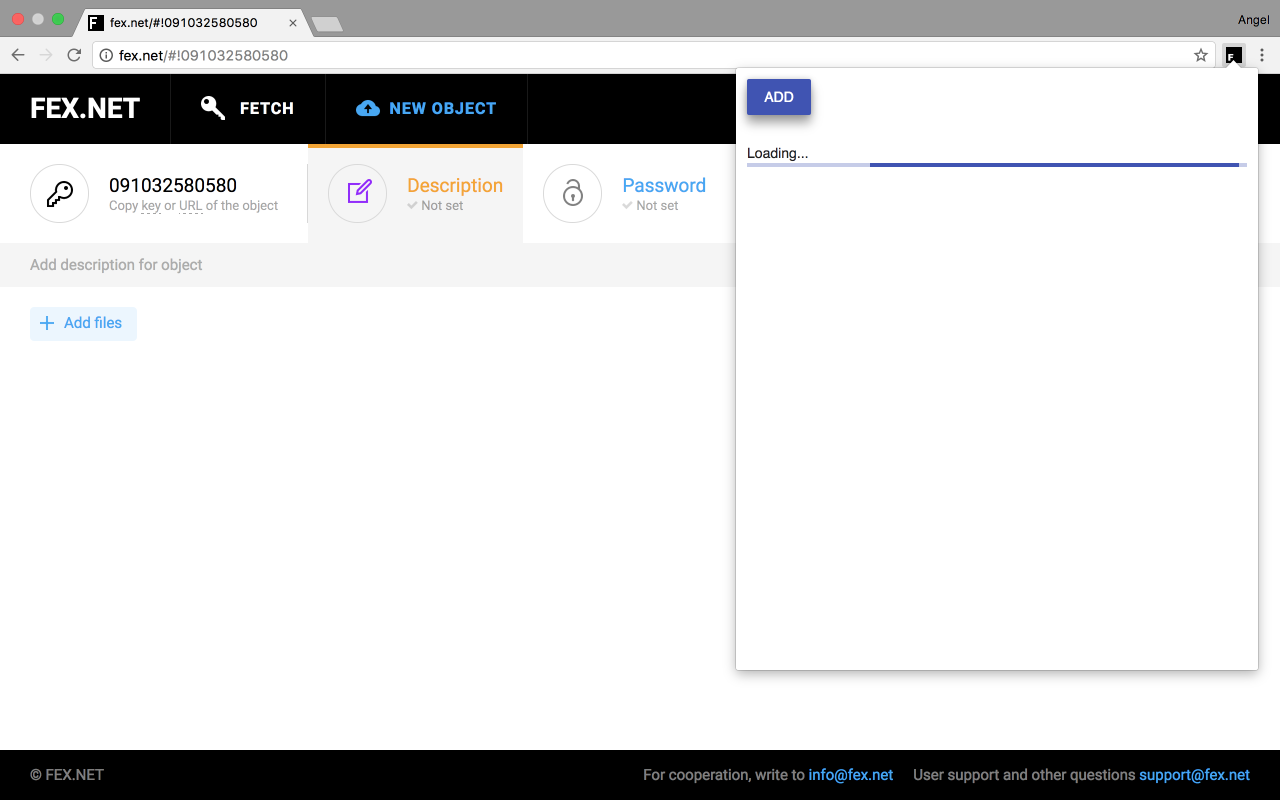 fex.net/#!091032580580
Angel
fex.net/#!091032580580
FEX.NET
FETCH
NEW OBJECT
ADD
Loading...
091032580580
Copy key or URL of the object
Description
Not set
Password
Not set
Add description for object
Add files
© FEX.NET
For cooperation, write to info@fex.net
User support and other questions support@fex.net